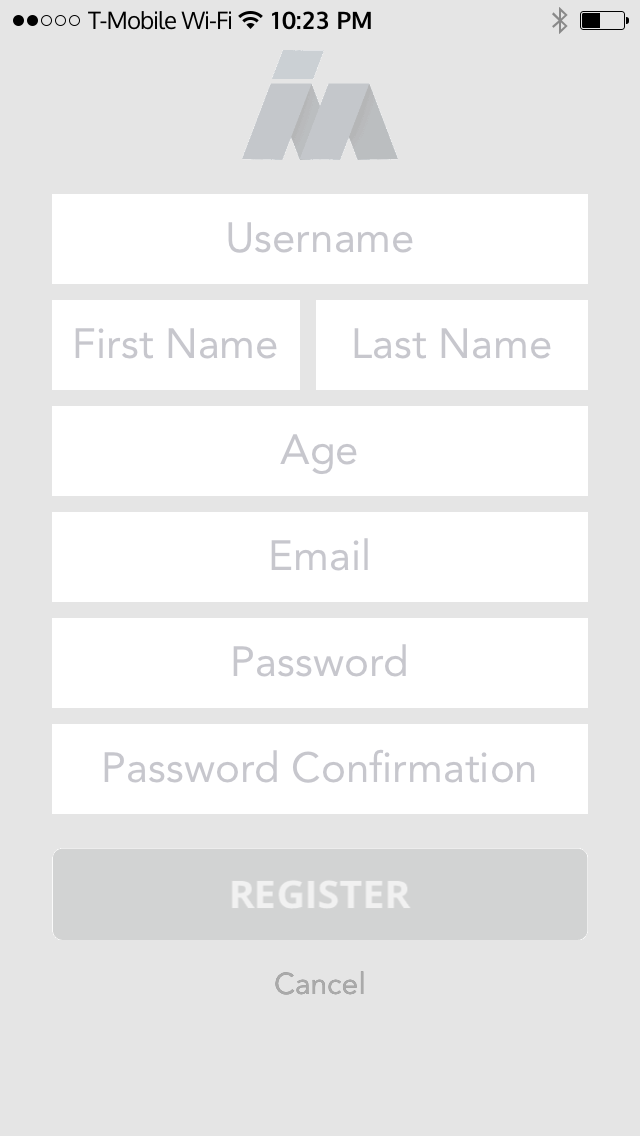 T-Mobile Wi-Fi 10:23 PM
Username
First Name Last Name
Age
Email
Password
Password Confirmation
REGISTER
Cancel